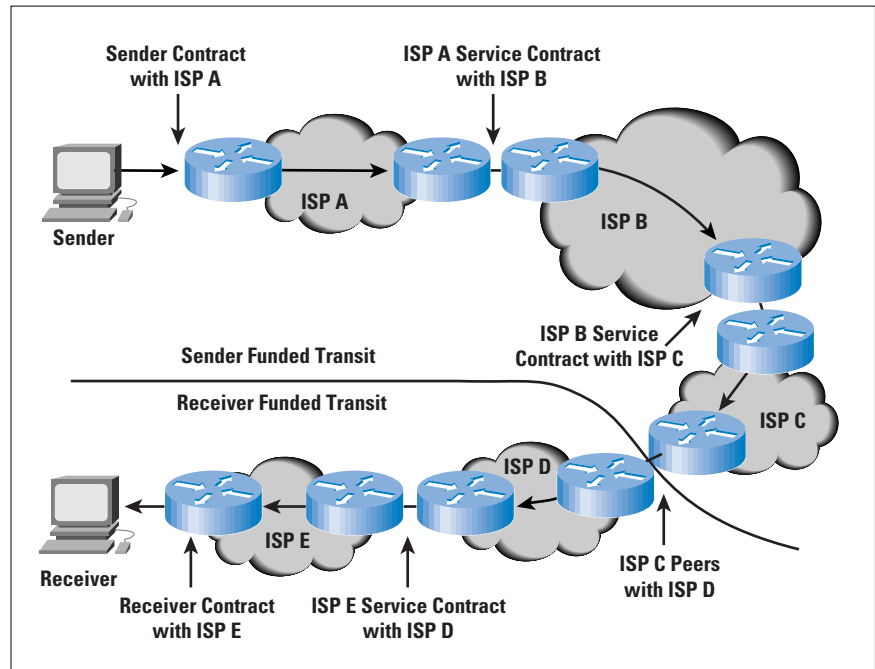 Sender Contract
with ISP A
ISP A Service Contract
with ISP B
ISP A
ISP B
Sender
ISP B Service
Contract with ISP C
Sender Funded Transit
Receiver Funded Transit
ISP C
ISP D
ISP E
Receiver
ISP C Peers
with ISP D
Receiver Contract
with ISP E
ISP E Service Contract
with ISP D